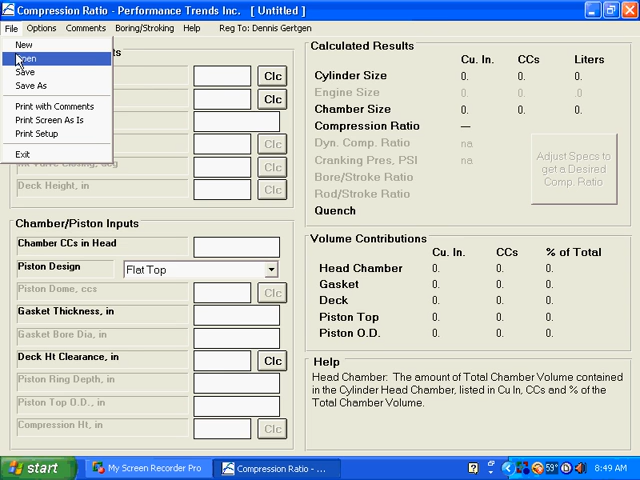 Compression Ratio - Performance Trends Inc. [ Untitled ]
File Options Comments Boring/Stroking Help Reg To: Dennis Gertgen
New
Open
Save
Save As
Print with Comments
Print Screen As Is
Print Setup
Exit
Clc
Clc
Clc
Int Valve Closing, deg Clc
Deck Height, in Clc
Chamber/Piston Inputs
Chamber CCs in Head
Piston Design Flat Top
Piston Dome, ccs Clc
Gasket Thickness, in
Gasket Bore Dia, in
Deck Ht Clearance, in Clc
Piston Ring Depth, in
Piston Top O.D., in
Compression Ht, in Clc
Calculated Results
Cu. In. CCs Liters
Cylinder Size 0. 0. 0.
Engine Size .0 .0 .0
Chamber Size 0. 0. 0.
Compression Ratio —
Dyn. Comp. Ratio na
Cranking Pres, PSI na
Bore/Stroke Ratio
Rod/Stroke Ratio
Quench
Adjust Specs to
get a Desired
Comp. Ratio
Volume Contributions
Cu. In. CCs % of Total
Head Chamber 0. 0. 0.
Gasket 0. 0. 0.
Deck 0. 0. 0.
Piston Top 0. 0. 0.
Piston O.D. 0. 0. 0.
Help
Head Chamber: The amount of Total Chamber Volume contained
in the Cylinder Head Chamber, listed in Cu In, CCs and % of the
Total Chamber Volume.
start My Screen Recorder Pro Compression Ratio - ... 59° 8:49 AM